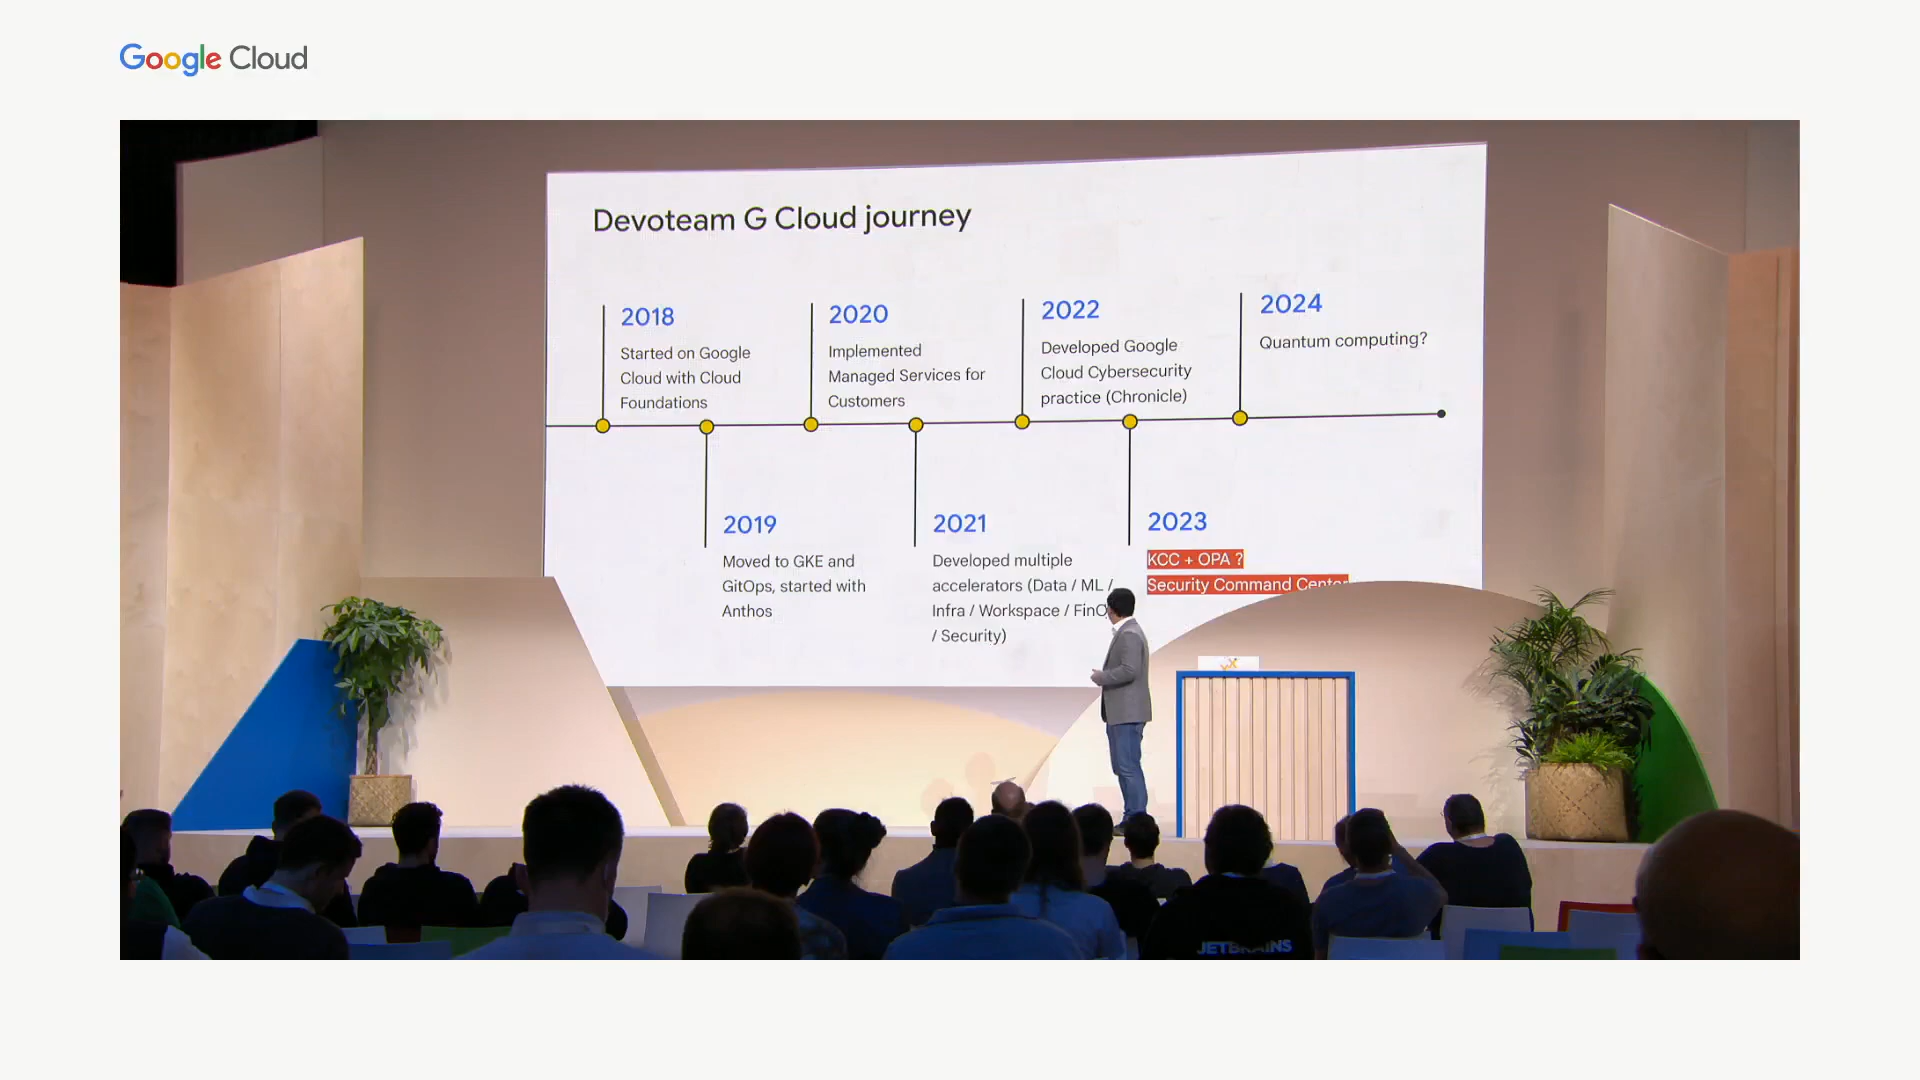 Google Cloud
Devoteam G Cloud journey
2018
Started on Google
Cloud with Cloud
Foundations
2020
Implemented
Managed Services for
Customers
2022
Developed Google
Cloud Cybersecurity
practice (Chronicle)
2024
Quantum computing?
2019
Moved to GKE and
GitOps, started with
Anthos
2021
Developed multiple
accelerators (Data / ML /
Infra / Workspace /
/ Security)
2023
KCC + OPA ?
Security Command Center
JETBRAINS